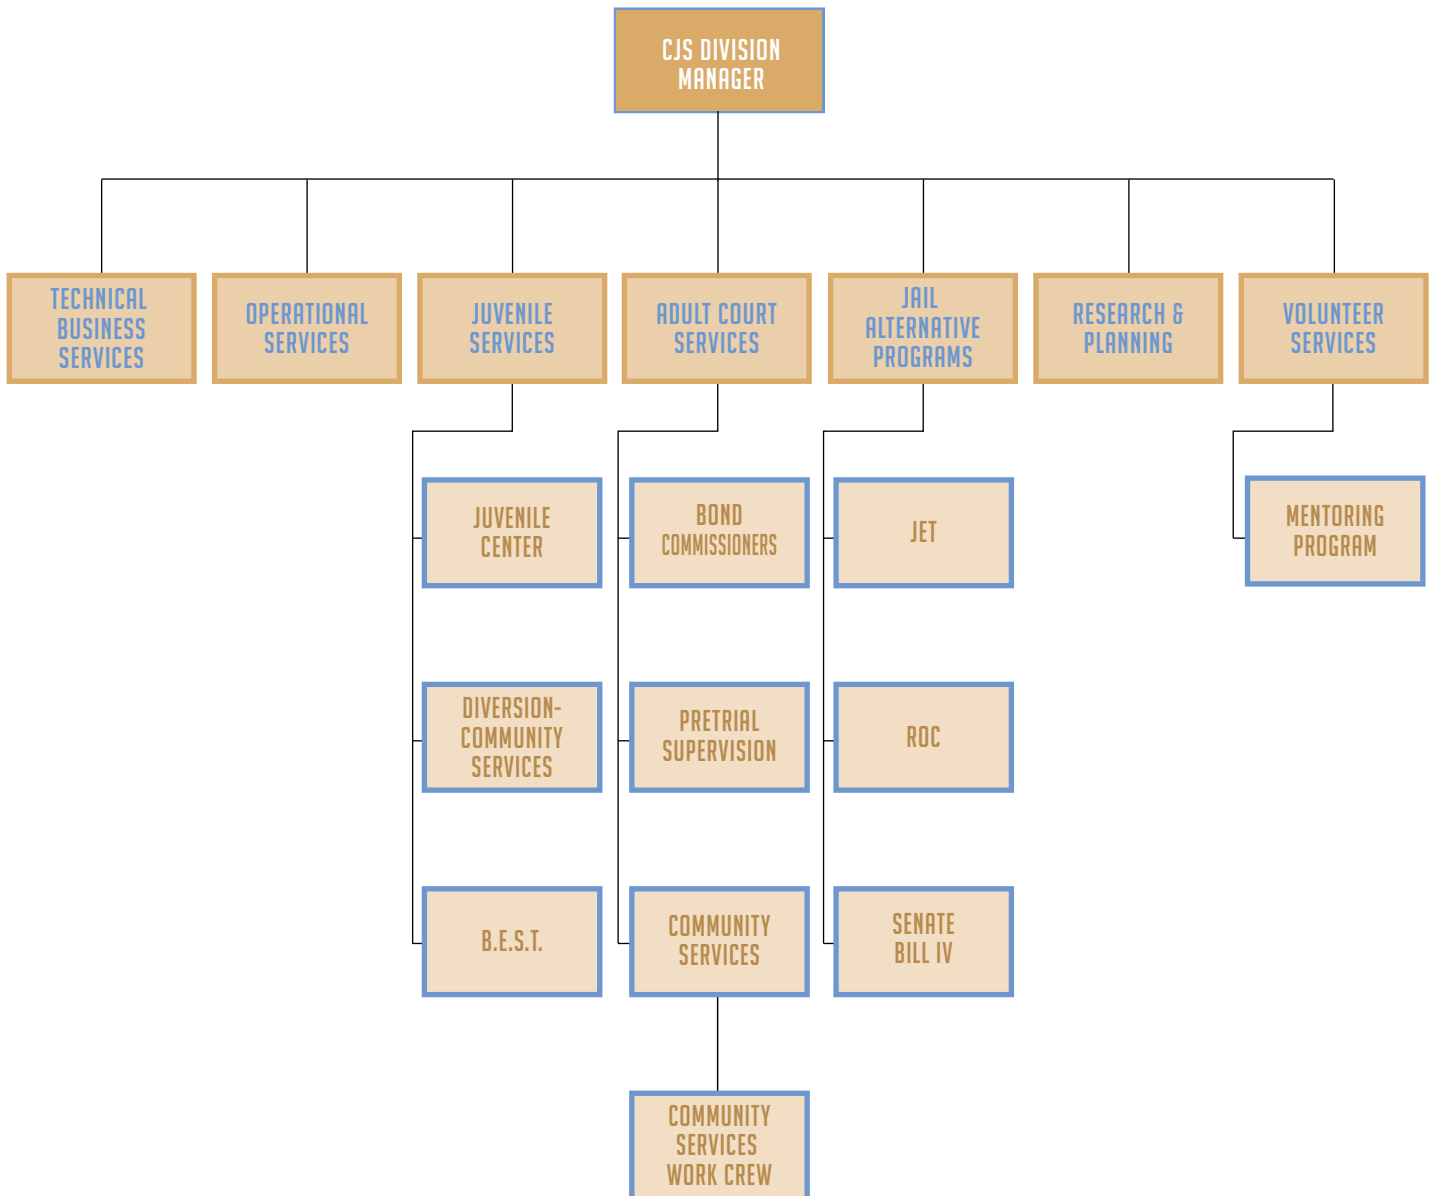 CJS DIVISION
MANAGER
TECHNICAL
BUSINESS
SERVICES
OPERATIONAL
SERVICES
JUVENILE
SERVICES
ADULT COURT
SERVICES
JAIL
ALTERNATIVE
PROGRAMS
RESEARCH &
PLANNING
VOLUNTEER
SERVICES
JUVENILE
CENTER
BOND
COMMISSIONERS
JET
MENTORING
PROGRAM
DIVERSION-
COMMUNITY
SERVICES
PRETRIAL
SUPERVISION
ROC
B.E.S.T.
COMMUNITY
SERVICES
SENATE
BILL IV
COMMUNITY
SERVICES
WORK CREW